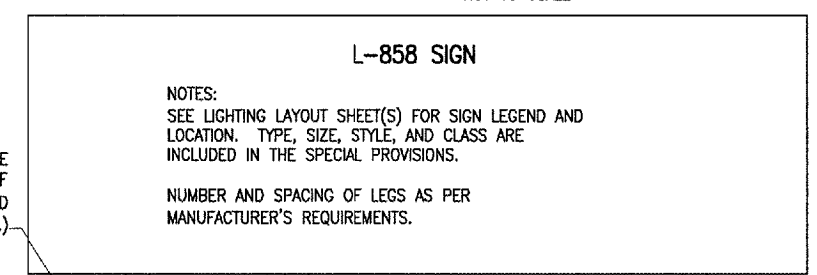 L-858 SIGN
NOTES:
SEE LIGHTING LAYOUT SHEET(S) FOR SIGN LEGEND AND
LOCATION. TYPE, SIZE, STYLE, AND CLASS ARE
INCLUDED IN THE SPECIAL PROVISIONS.
NUMBER AND SPACING OF LEGS AS PER
MANUFACTURER'S REQUIREMENTS.